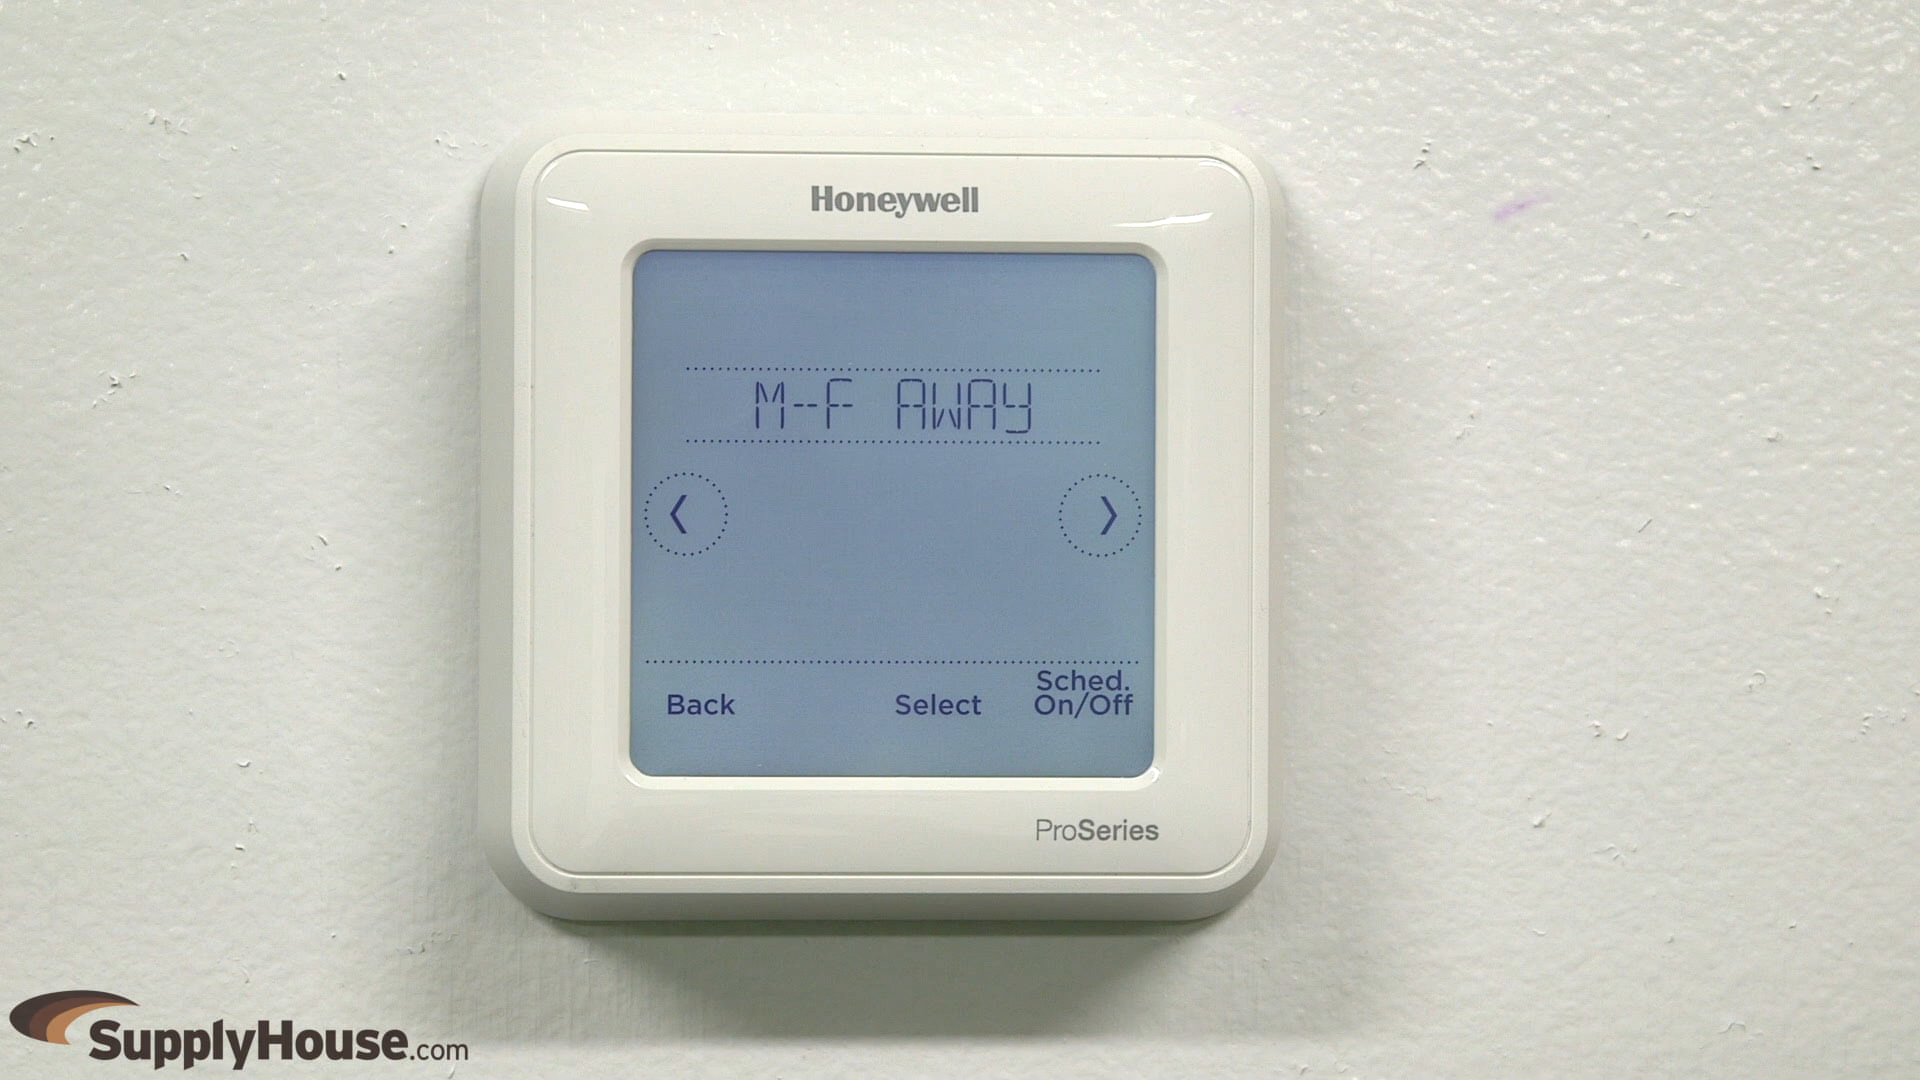 Honeywell
M-F AWAY
< >
Back Select Sched. On/Off
ProSeries
SupplyHouse.com